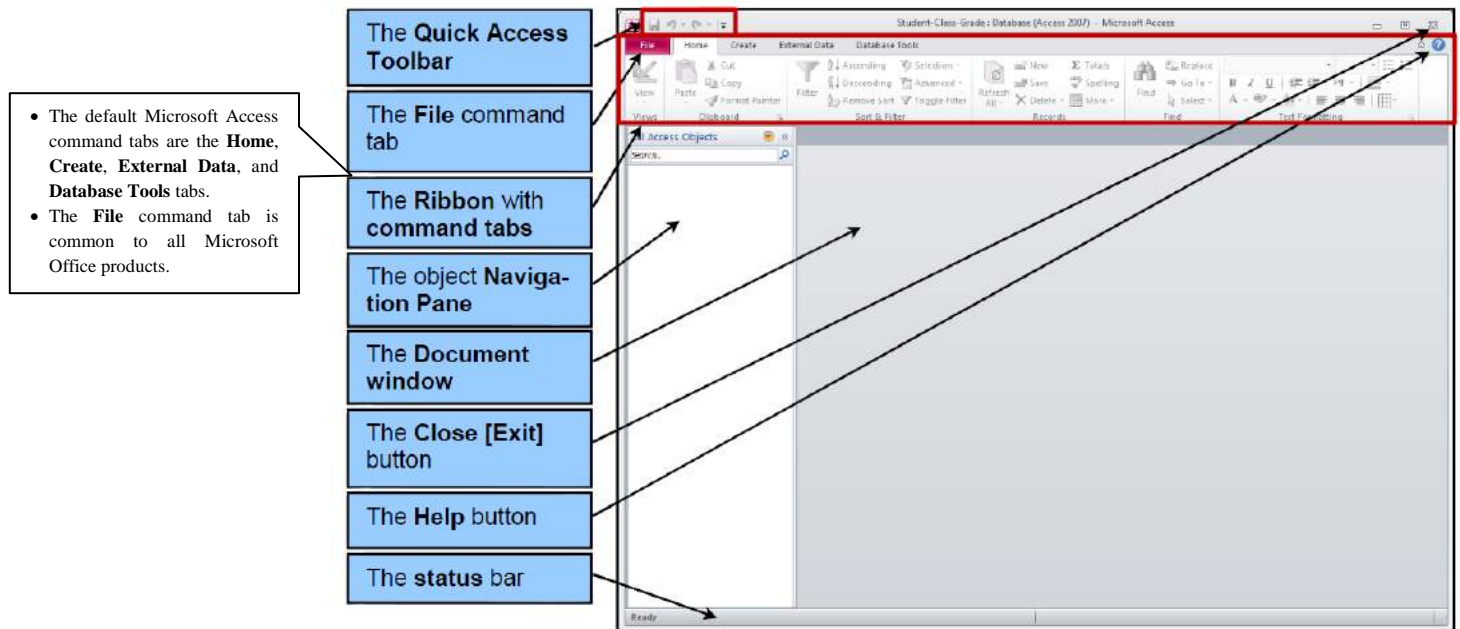 • The default Microsoft Access
command tabs are the Home,
Create, External Data, and
Database Tools tabs.
• The File command tab is
common to all Microsoft
Office products.
The Quick Access
Toolbar
The File command
tab
The Ribbon with
command tabs
The object Naviga-
tion Pane
The Document
window
The Close [Exit]
button
The Help button
The status bar
Student-Class-Grade : Database (Access 2007) - Microsoft Access
File Home Create External Data Database Tools
View
Views
Paste
Cut
Copy
Format Painter
Clipboard
Filter
Ascending
Descending
Remove Sort
Selection
Advanced
Toggle Filter
Sort & Filter
Refresh
All
New
Save
Delete
Totals
Spelling
More
Records
Find
Replace
Go To
Select
Find
B I U
A
Text Formatting
All Access Objects
Search...
Ready